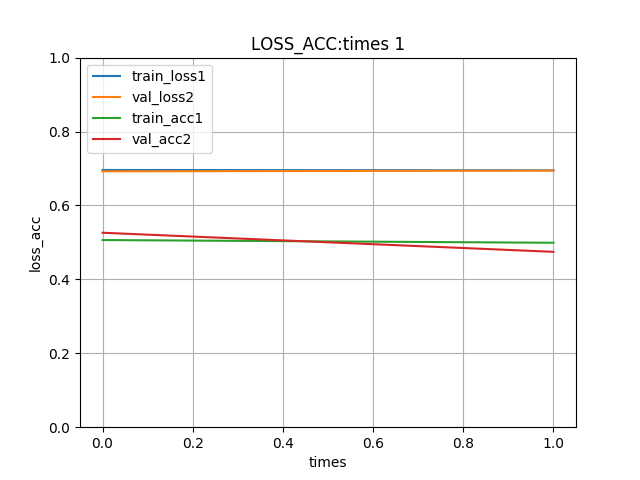 LOSS_ACC:times 1
train_loss1
val_loss2
train_acc1
val_acc2
loss_acc
1.0
0.8
0.6
0.4
0.2
0.0
0.0 0.2 0.4 0.6 0.8 1.0
times